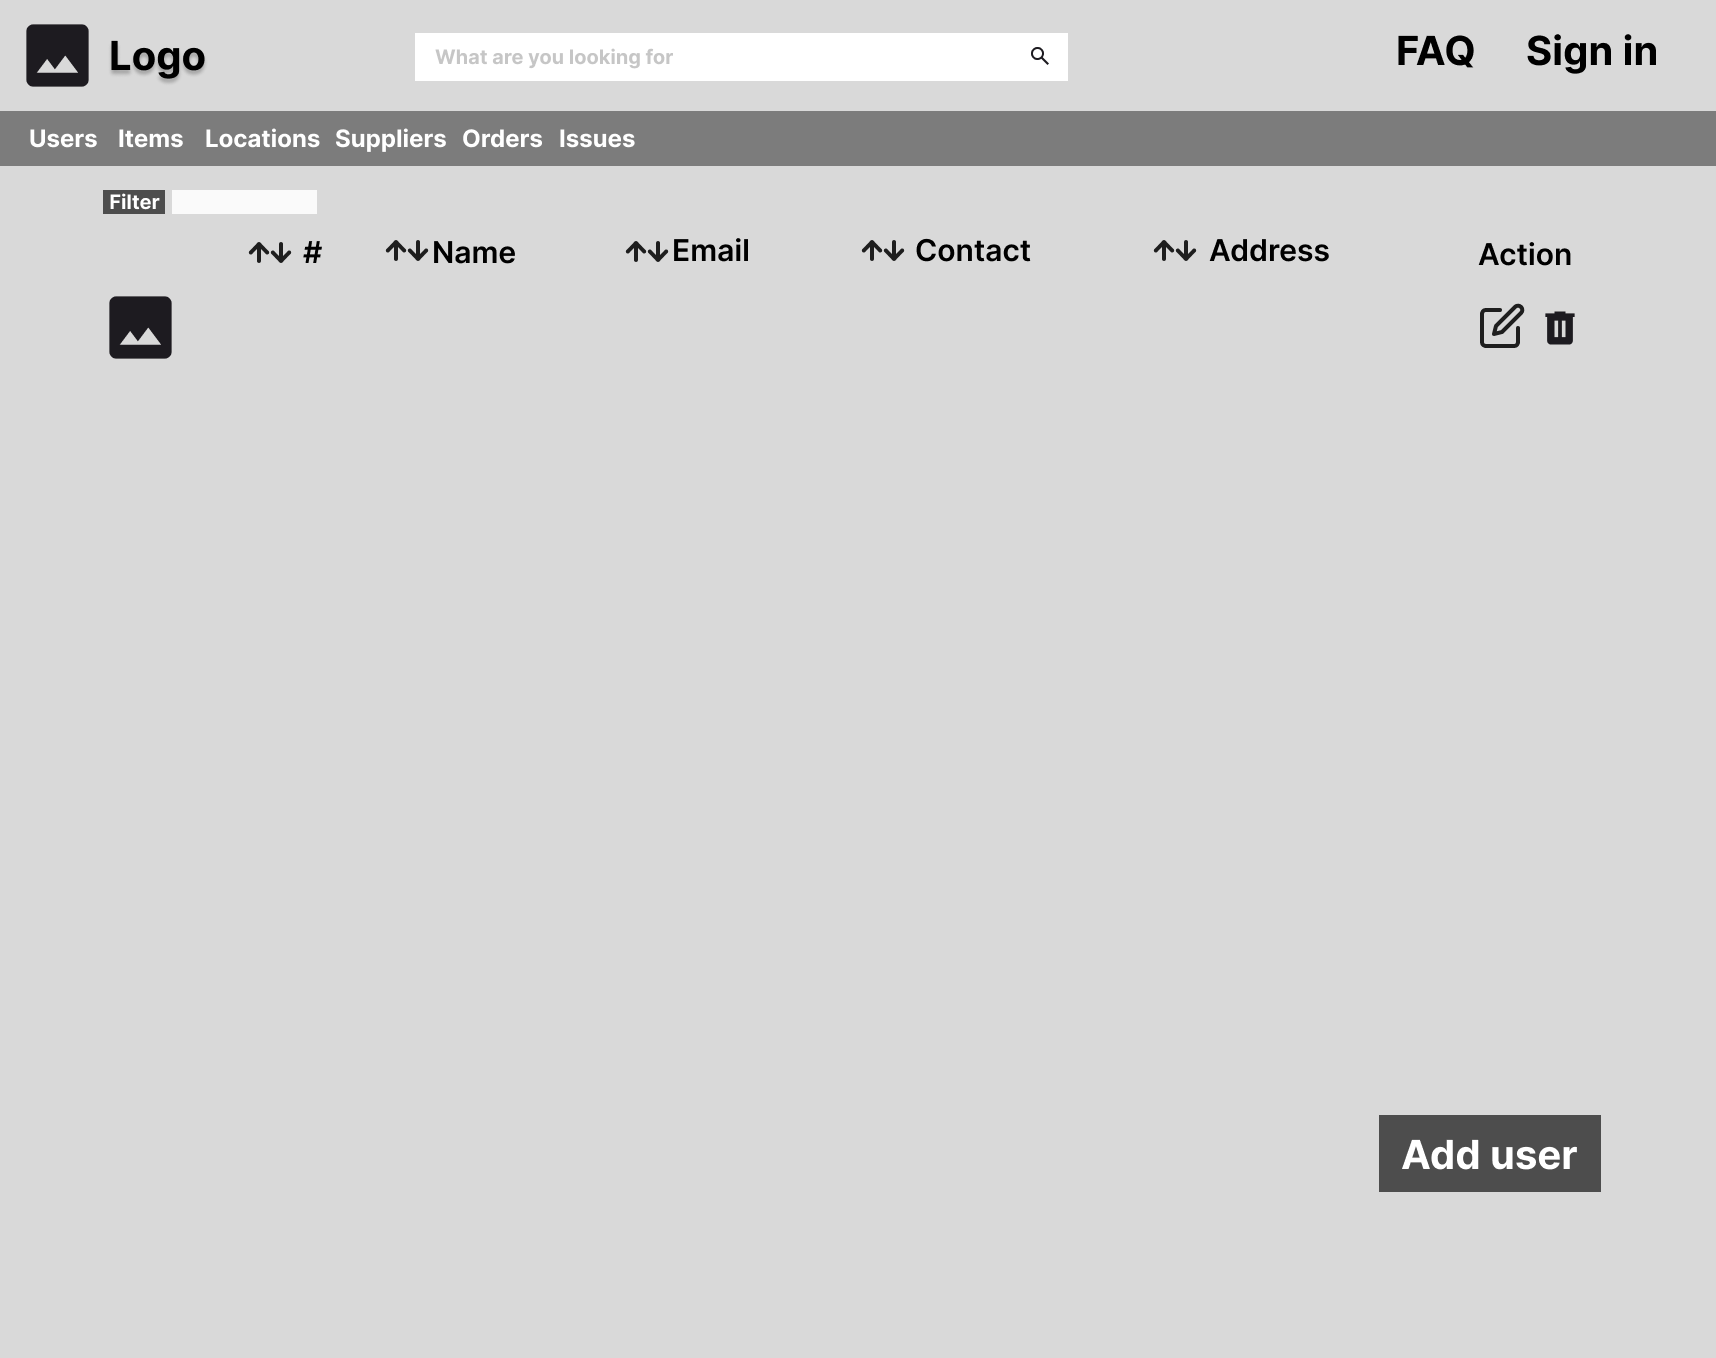 Logo
What are you looking for
FAQ Sign in
Users Items Locations Suppliers Orders Issues
Filter
# Name Email Contact Address Action
Add user